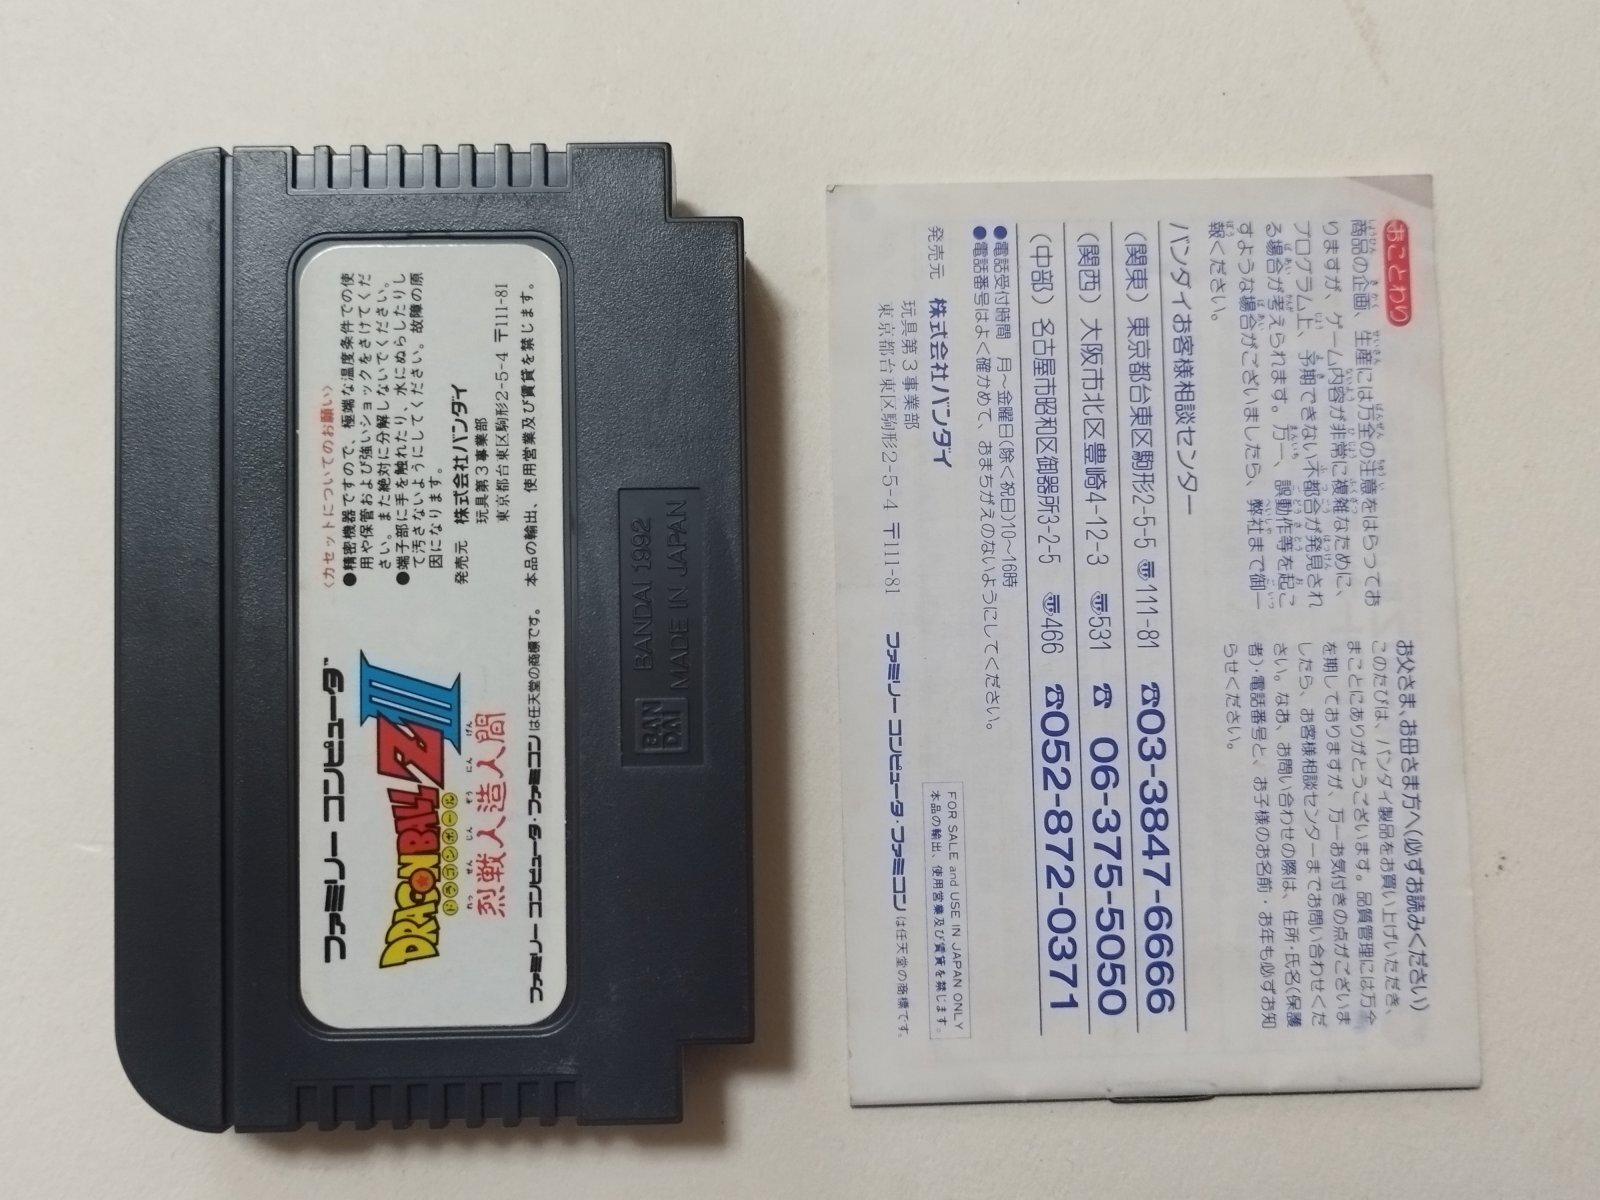 ファミリー コンピュータ™
DRAGON BALL Z III
ドラゴンボール
れっ せん じん ぞう にん げん
烈戦人造人間
〈カセットについてのお願い〉
●精密機器ですので、極端な温度条件での使
用や保管および強いショックをさけてくだ
さい。また絶対に分解しないでください。
●端子部に手を触れたり、水にぬらしたりし
て汚さないようにしてください。故障の原
因になります。
発売元 株式会社バンダイ
玩具第3事業部
東京都台東区駒形2-5-4 〒111-81
ファミリー コンピュータ・ファミコンは任天堂の商標です。
本品の輸出、使用営業及び賃貸を禁じます。
BAN
DAI
BANDAI 1992
MADE IN JAPAN
おことわり
商品の企画、生産には万全の注意をはらってお
りますが、ゲーム内容が非常に複雑なために、
プログラム上、予期できない不都合が発見され
る場合が考えられます。万一、誤動作等を起こ
すような場合がございましたら、弊社まで御一
報ください。
お父さま、お母さま方へ(必ずお読みください)
このたびは、バンダイ製品をお買い上げいただき、
まことにありがとうございます。品質管理には万全
を期しておりますが、万一お気付きの点がございま
したら、お客様相談センターまでお問い合わせくだ
さい。なお、お問い合わせの際は、住所・氏名(保護
者)・電話番号と、お子様のお名前・お年も必ずお知
らせください。
バンダイお客様相談センター
(関東) 東京都台東区駒形2-5-5 〠111-81 ☎03-3847-6666
(関西) 大阪市北区豊崎4-12-3 〠531 ☎ 06-375-5050
(中部) 名古屋市昭和区御器所3-2-5 〠466 ☎052-872-0371
●電話受付時間 月〜金曜日(除く祝日)10〜16時
●電話番号はよく確かめて、おまちがえのないようにしてください。
発売元 株式会社バンダイ
玩具第3事業部
東京都台東区駒形2-5-4 〒111-81
FOR SALE and USE IN JAPAN ONLY
本品の輸出、使用営業及び賃貸を禁じます。
ファミリー コンピュータ・ファミコンは任天堂の商標です。